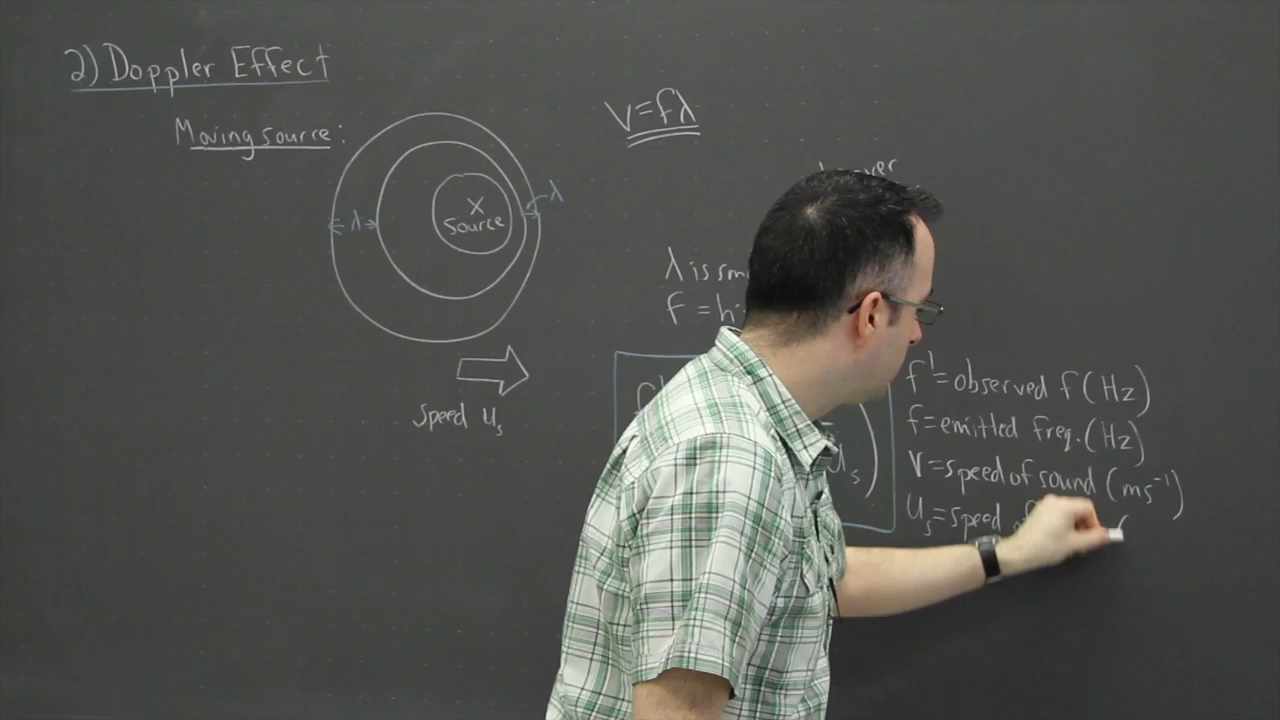 2) Doppler Effect
Moving source:
V=fλ
λ
λ
X
Source
λ is
f =
Speed u_s
f' = observed f (Hz)
f = emitted freq. (Hz)
V = speed of sound (ms⁻¹)
u_s = speed